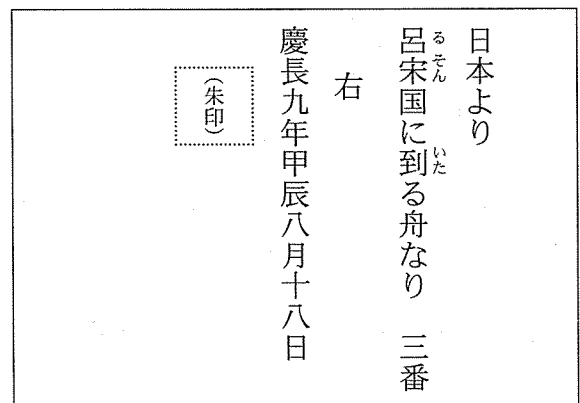 日本より
呂宋国に到る舟なり　三番
右
慶長九年甲辰八月十八日
（朱印）